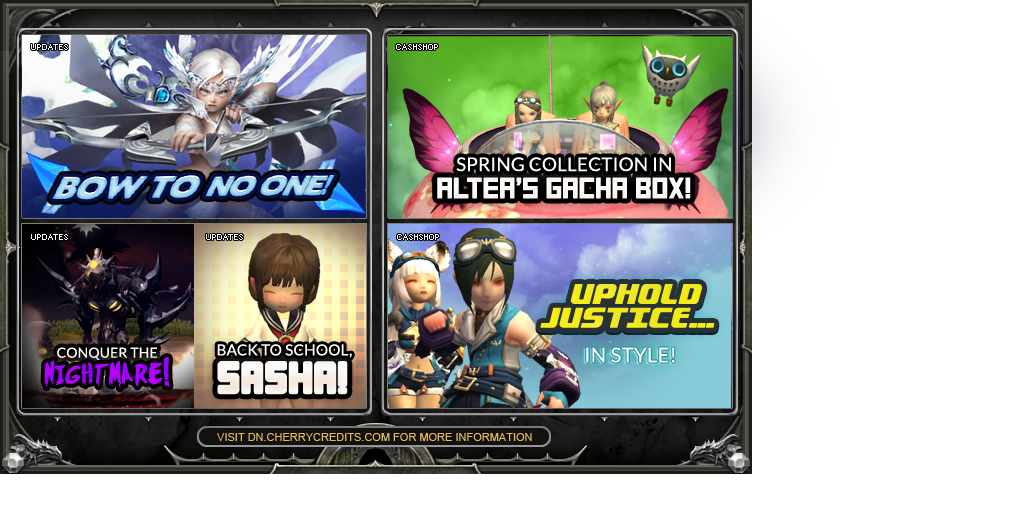 UPDATES
BOW TO NO ONE!
CASHSHOP
SPRING COLLECTION IN
ALTEA'S GACHA BOX!
UPDATES
CONQUER THE
NIGHTMARE!
UPDATES
BACK TO SCHOOL,
SASHA!
CASHSHOP
UPHOLD
JUSTICE...
IN STYLE!
VISIT DN.CHERRYCREDITS.COM FOR MORE INFORMATION